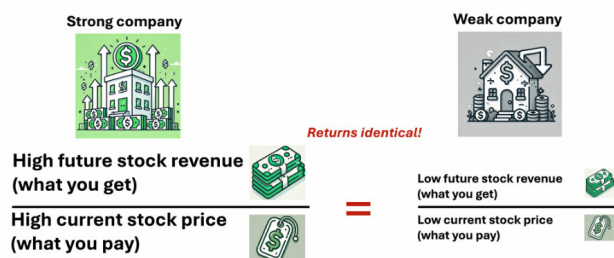 Strong company
Weak company
Returns identical!
High future stock revenue
(what you get)
High current stock price
(what you pay)
=
Low future stock revenue
(what you get)
Low current stock price
(what you pay)